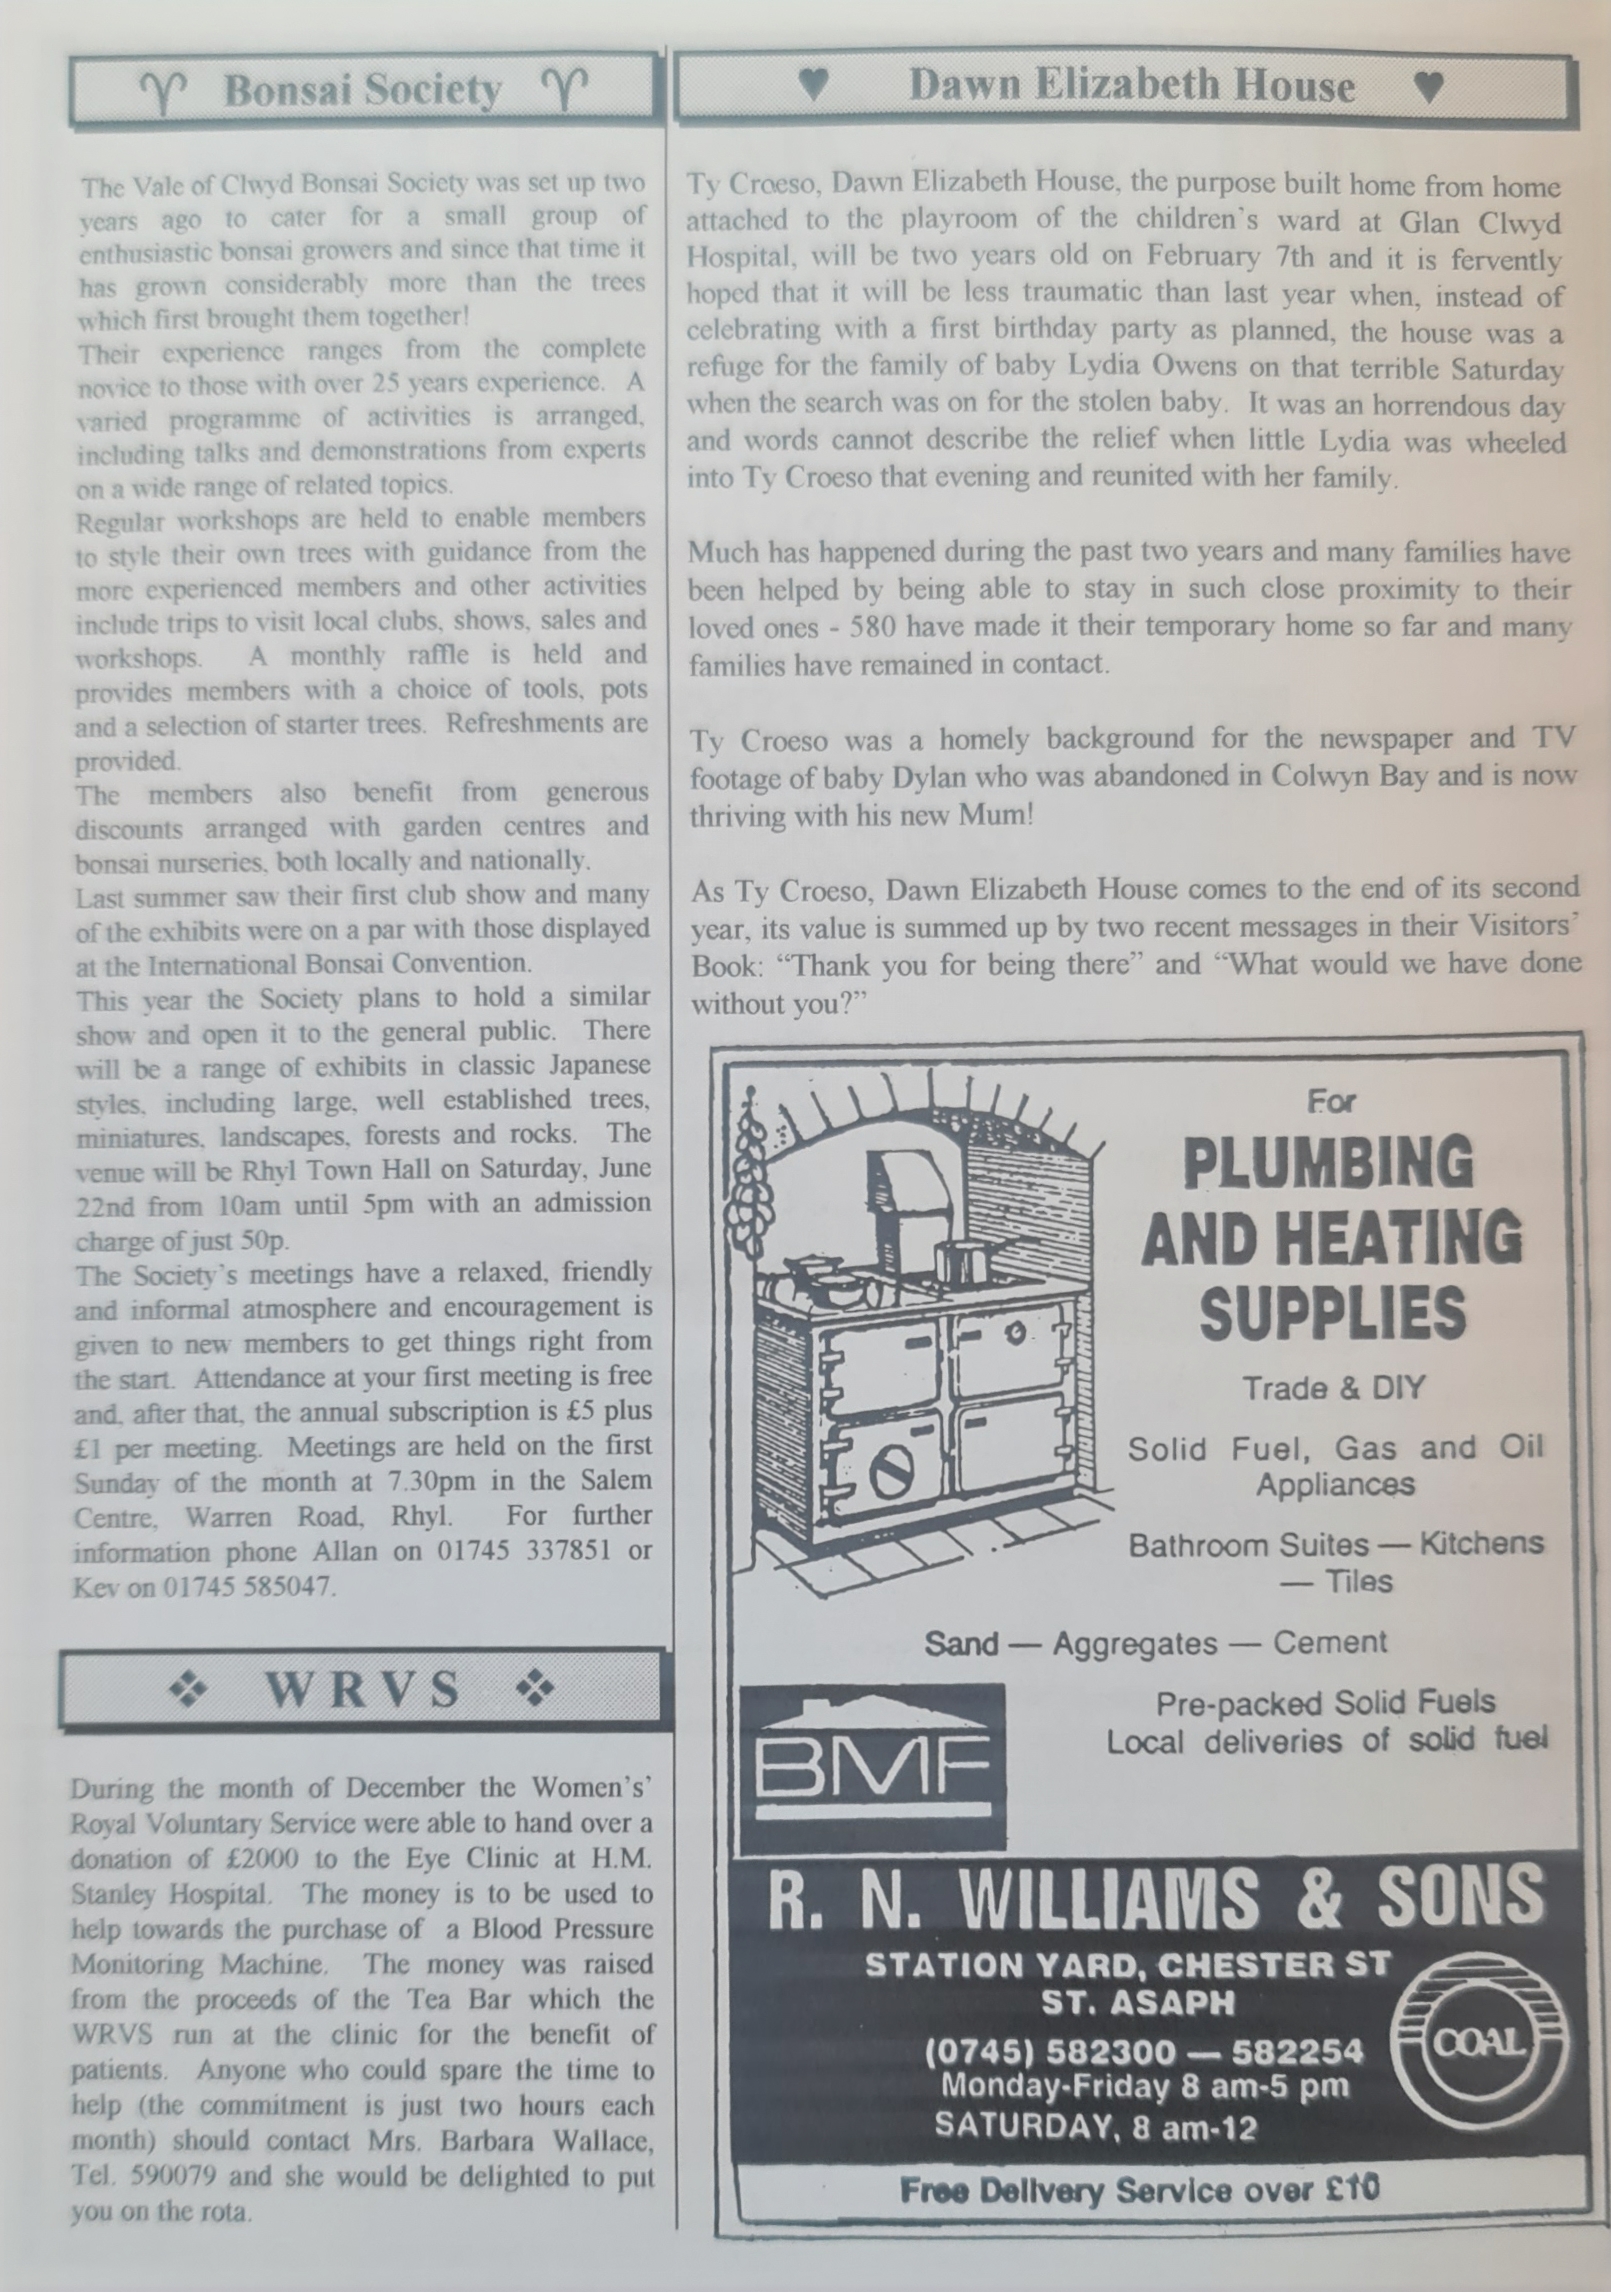 Bonsai Society
The Vale of Clwyd Bonsai Society was set up two
years ago to cater for a small group of
enthusiastic bonsai growers and since that time it
has grown considerably more than the trees
which first brought them together!
Their experience ranges from the complete
novice to those with over 25 years experience. A
varied programme of activities is arranged,
including talks and demonstrations from experts
on a wide range of related topics.
Regular workshops are held to enable members
to style their own trees with guidance from the
more experienced members and other activities
include trips to visit local clubs, shows, sales and
workshops. A monthly raffle is held and
provides members with a choice of tools, pots
and a selection of starter trees. Refreshments are
provided.
The members also benefit from generous
discounts arranged with garden centres and
bonsai nurseries, both locally and nationally.
Last summer saw their first club show and many
of the exhibits were on a par with those displayed
at the International Bonsai Convention.
This year the Society plans to hold a similar
show and open it to the general public. There
will be a range of exhibits in classic Japanese
styles, including large, well established trees,
miniatures, landscapes, forests and rocks. The
venue will be Rhyl Town Hall on Saturday, June
22nd from 10am until 5pm with an admission
charge of just 50p.
The Society's meetings have a relaxed, friendly
and informal atmosphere and encouragement is
given to new members to get things right from
the start. Attendance at your first meeting is free
and, after that, the annual subscription is £5 plus
£1 per meeting. Meetings are held on the first
Sunday of the month at 7.30pm in the Salem
Centre, Warren Road, Rhyl. For further
information phone Allan on 01745 337851 or
Kev on 01745 585047.
WRVS
During the month of December the Women's'
Royal Voluntary Service were able to hand over a
donation of £2000 to the Eye Clinic at H.M.
Stanley Hospital. The money is to be used to
help towards the purchase of a Blood Pressure
Monitoring Machine. The money was raised
from the proceeds of the Tea Bar which the
WRVS run at the clinic for the benefit of
patients. Anyone who could spare the time to
help (the commitment is just two hours each
month) should contact Mrs. Barbara Wallace,
Tel. 590079 and she would be delighted to put
you on the rota.
Dawn Elizabeth House
Ty Croeso, Dawn Elizabeth House, the purpose built home from home
attached to the playroom of the children's ward at Glan Clwyd
Hospital, will be two years old on February 7th and it is fervently
hoped that it will be less traumatic than last year when, instead of
celebrating with a first birthday party as planned, the house was a
refuge for the family of baby Lydia Owens on that terrible Saturday
when the search was on for the stolen baby. It was an horrendous day
and words cannot describe the relief when little Lydia was wheeled
into Ty Croeso that evening and reunited with her family.
Much has happened during the past two years and many families have
been helped by being able to stay in such close proximity to their
loved ones - 580 have made it their temporary home so far and many
families have remained in contact.
Ty Croeso was a homely background for the newspaper and TV
footage of baby Dylan who was abandoned in Colwyn Bay and is now
thriving with his new Mum!
As Ty Croeso, Dawn Elizabeth House comes to the end of its second
year, its value is summed up by two recent messages in their Visitors'
Book: "Thank you for being there" and "What would we have done
without you?"
For
PLUMBING
AND HEATING
SUPPLIES
Trade & DIY
Solid Fuel, Gas and Oil
Appliances
Bathroom Suites — Kitchens
— Tiles
Sand — Aggregates — Cement
Pre-packed Solid Fuels
Local deliveries of solid fuel
BMF
R. N. WILLIAMS & SONS
STATION YARD, CHESTER ST
ST. ASAPH
(0745) 582300 — 582254
Monday-Friday 8 am-5 pm
SATURDAY, 8 am-12
COAL
Free Delivery Service over £10